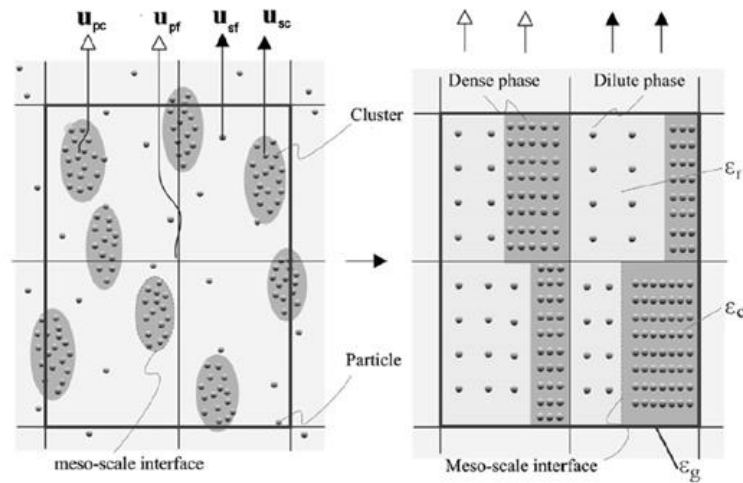 u_pc u_pf u_sf u_sc
Cluster
Particle
meso-scale interface
Dense phase Dilute phase
ε_f
ε_c
Meso-scale interface
ε_g